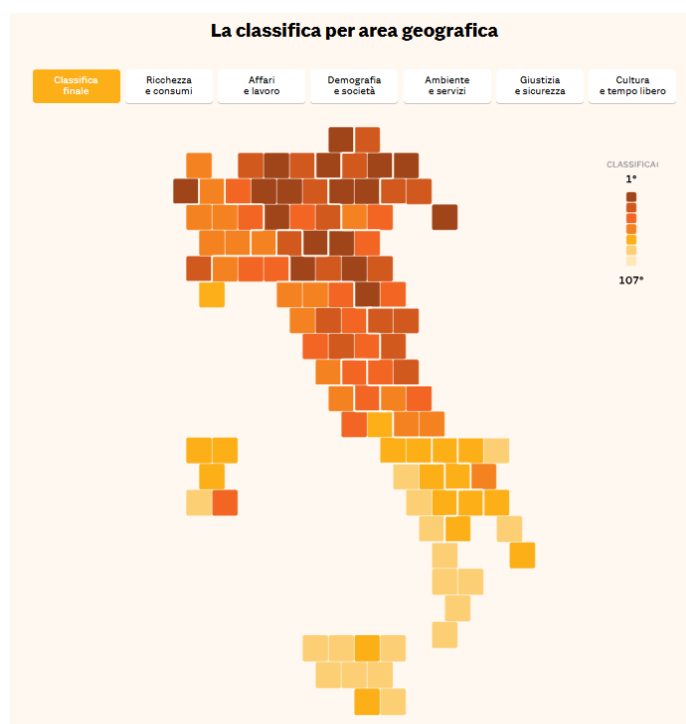 La classifica per area geografica
Classifica
finale
Ricchezza
e consumi
Affari
e lavoro
Demografia
e società
Ambiente
e servizi
Giustizia
e sicurezza
Cultura
e tempo libero
CLASSIFICA
1°
107°